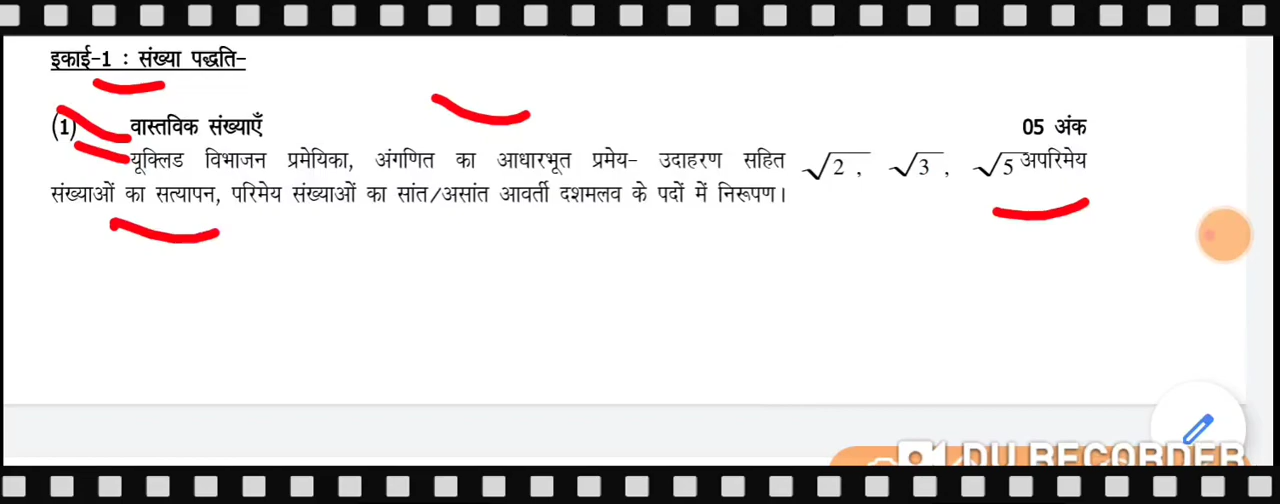 इकाई-1 : संख्या पद्धति-
(1) वास्तविक संख्याएँ 05 अंक
यूक्लिड विभाजन प्रमेयिका, अंगणित का आधारभूत प्रमेय- उदाहरण सहित √2, √3, √5 अपरिमेय
संख्याओं का सत्यापन, परिमेय संख्याओं का सांत/असांत आवर्ती दशमलव के पदों में निरूपण।
DU RECORDER